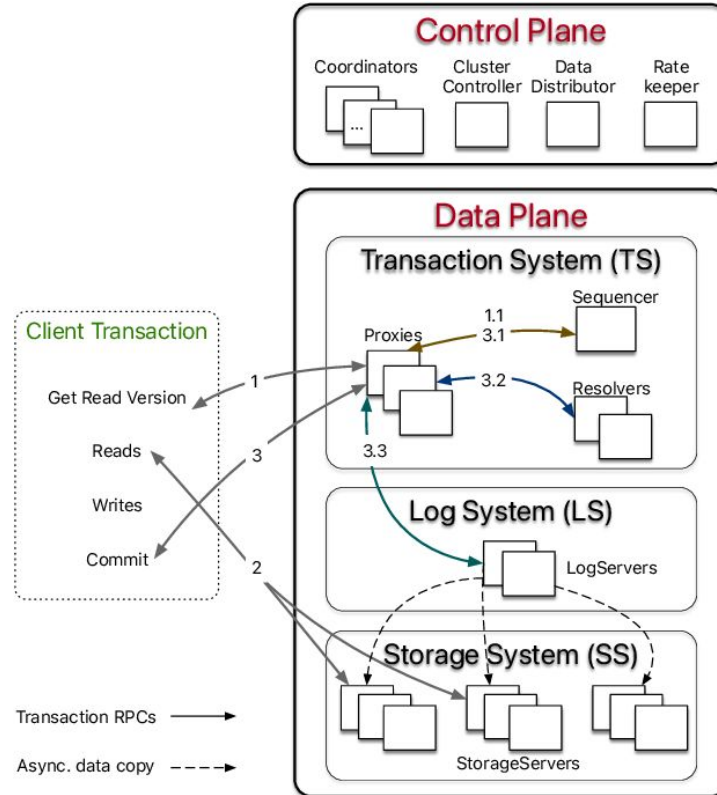 Control Plane
Coordinators
...
Cluster
Controller
Data
Distributor
Rate
keeper
Data Plane
Transaction System (TS)
Proxies
1.1
3.1
Sequencer
3.2
Resolvers
3.3
Client Transaction
Get Read Version
Reads
Writes
Commit
1
3
2
Log System (LS)
LogServers
Storage System (SS)
StorageServers
Transaction RPCs
Async. data copy